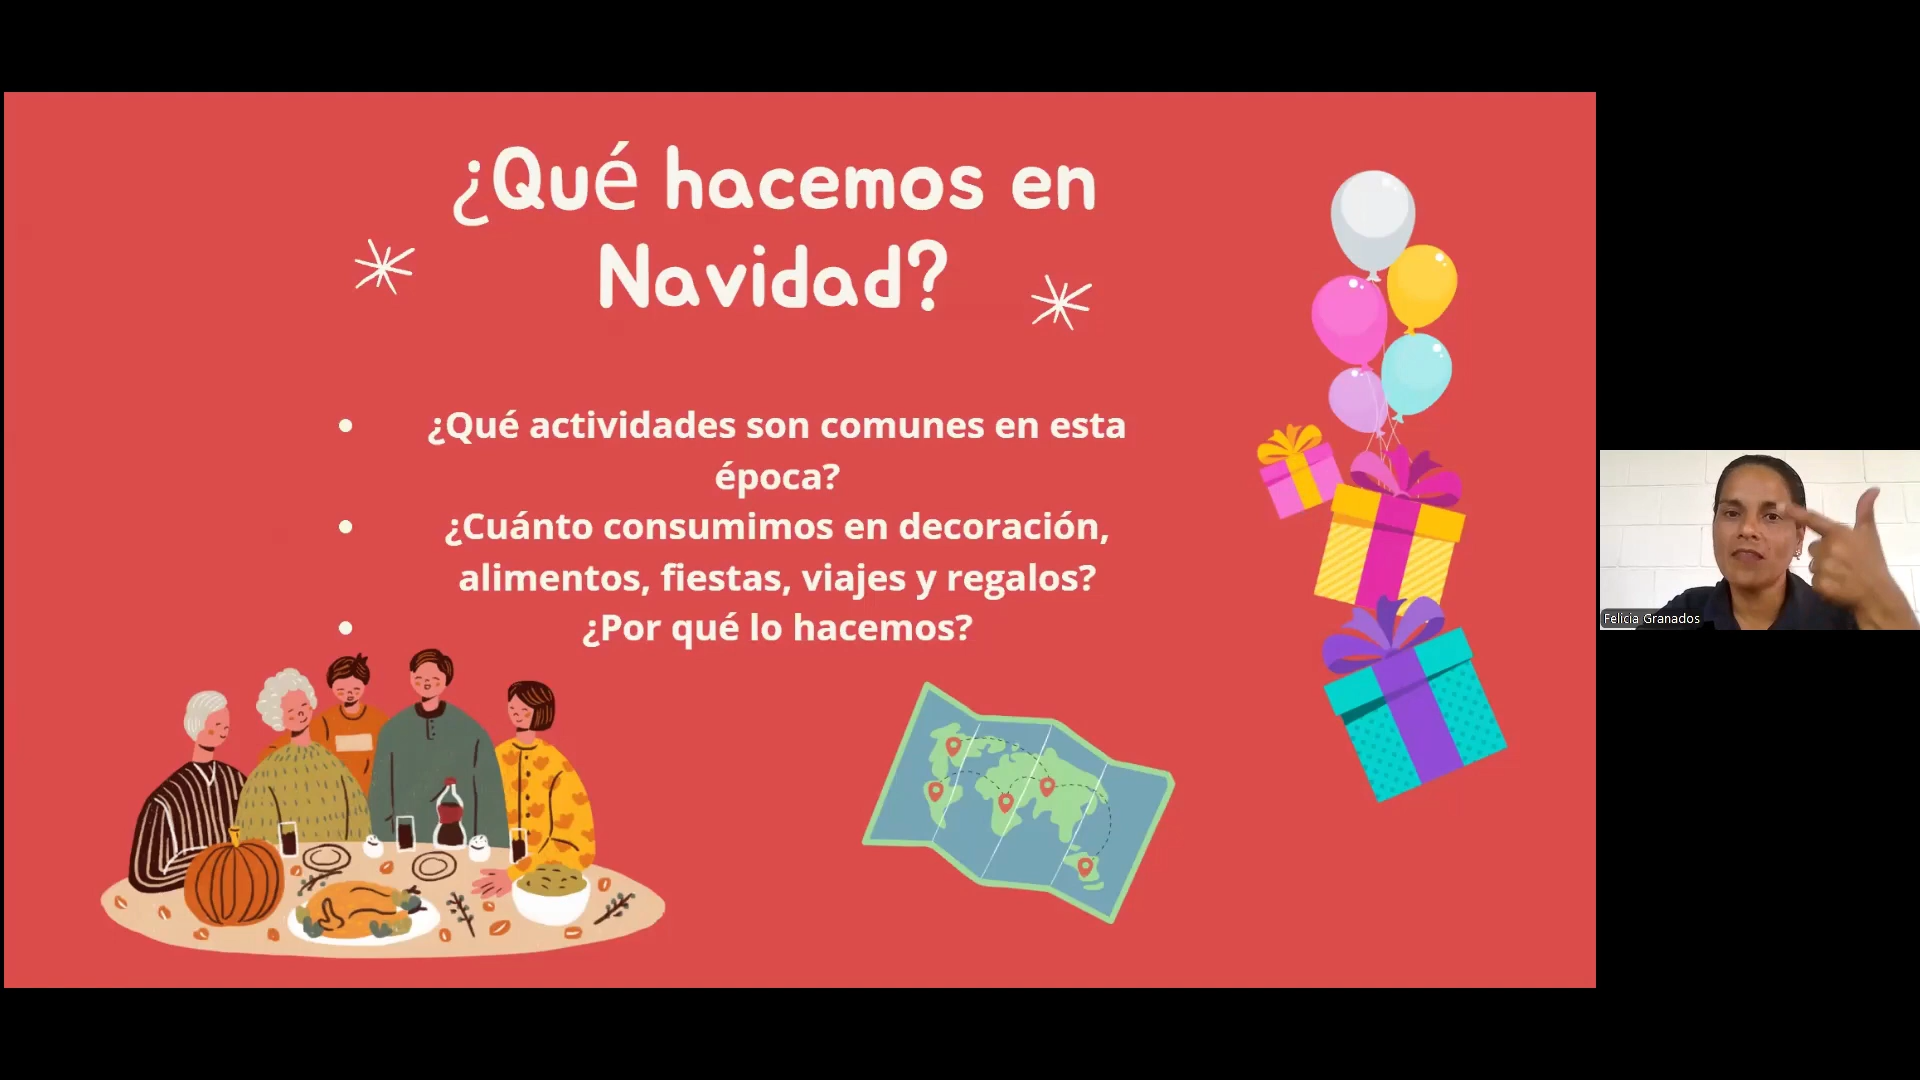 ¿Qué hacemos en
Navidad?
• ¿Qué actividades son comunes en esta
época?
• ¿Cuánto consumimos en decoración,
alimentos, fiestas, viajes y regalos?
• ¿Por qué lo hacemos?
Felicia Granados